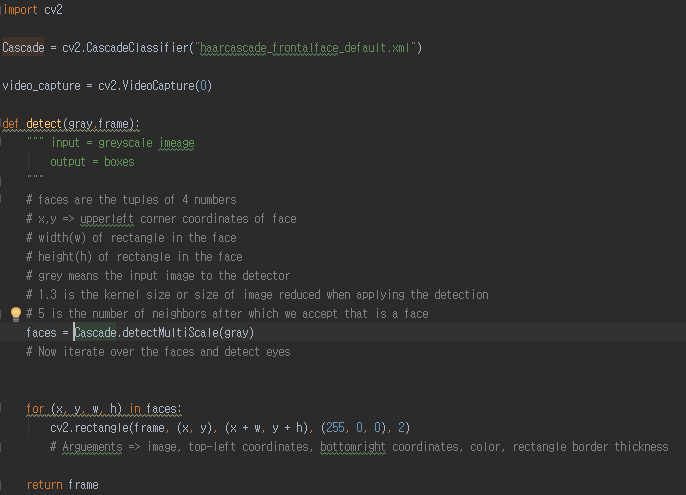 import cv2
Cascade = cv2.CascadeClassifier("haarcascade_frontalface_default.xml")
video_capture = cv2.VideoCapture(0)
def detect(gray,frame):
""" input = greyscale imeage
output = boxes
"""
# faces are the tuples of 4 numbers
# x,y => upperleft corner coordinates of face
# width(w) of rectangle in the face
# height(h) of rectangle in the face
# grey means the input image to the detector
# 1.3 is the kernel size or size of image reduced when applying the detection
# 5 is the number of neighbors after which we accept that is a face
faces = Cascade.detectMultiScale(gray)
# Now iterate over the faces and detect eyes
for (x, y, w, h) in faces:
cv2.rectangle(frame, (x, y), (x + w, y + h), (255, 0, 0), 2)
# Arguements => image, top-left coordinates, bottomright coordinates, color, rectangle border thickness
return frame